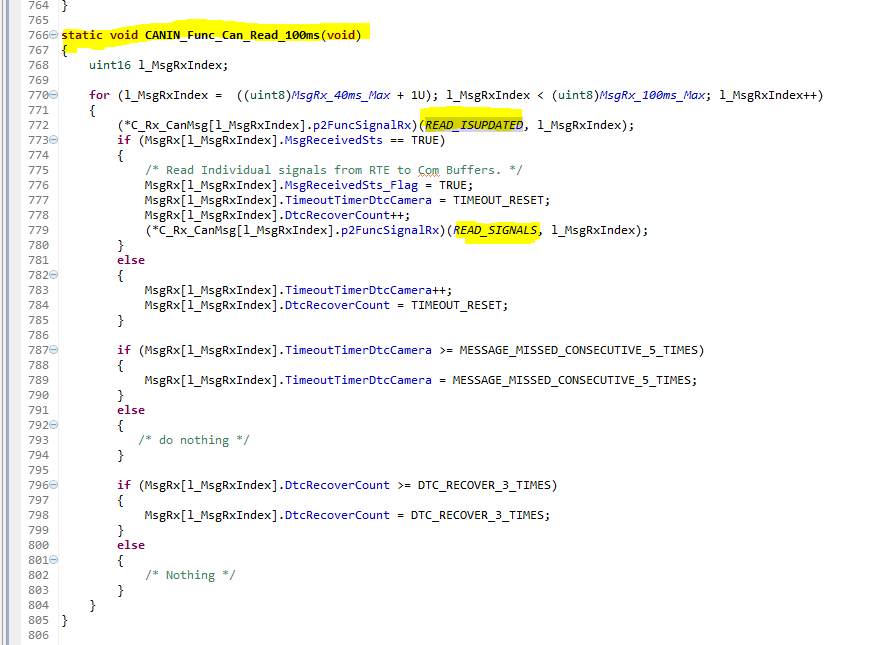 764 }
765
766 static void CANIN_Func_Can_Read_100ms(void)
767 {
768     uint16 l_MsgRxIndex;
769
770     for (l_MsgRxIndex =  ((uint8)MsgRx_40ms_Max + 1U); l_MsgRxIndex < (uint8)MsgRx_100ms_Max; l_MsgRxIndex++)
771     {
772         (*C_Rx_CanMsg[l_MsgRxIndex].p2FuncSignalRx)(READ_ISUPDATED, l_MsgRxIndex);
773         if (MsgRx[l_MsgRxIndex].MsgReceivedSts == TRUE)
774         {
775             /* Read Individual signals from RTE to Com Buffers. */
776             MsgRx[l_MsgRxIndex].MsgReceivedSts_Flag = TRUE;
777             MsgRx[l_MsgRxIndex].TimeoutTimerDtcCamera = TIMEOUT_RESET;
778             MsgRx[l_MsgRxIndex].DtcRecoverCount++;
779             (*C_Rx_CanMsg[l_MsgRxIndex].p2FuncSignalRx)(READ_SIGNALS, l_MsgRxIndex);
780         }
781         else
782         {
783             MsgRx[l_MsgRxIndex].TimeoutTimerDtcCamera++;
784             MsgRx[l_MsgRxIndex].DtcRecoverCount = TIMEOUT_RESET;
785         }
786
787         if (MsgRx[l_MsgRxIndex].TimeoutTimerDtcCamera >= MESSAGE_MISSED_CONSECUTIVE_5_TIMES)
788         {
789             MsgRx[l_MsgRxIndex].TimeoutTimerDtcCamera = MESSAGE_MISSED_CONSECUTIVE_5_TIMES;
790         }
791         else
792         {
793            /* do nothing */
794         }
795
796         if (MsgRx[l_MsgRxIndex].DtcRecoverCount >= DTC_RECOVER_3_TIMES)
797         {
798             MsgRx[l_MsgRxIndex].DtcRecoverCount = DTC_RECOVER_3_TIMES;
799         }
800         else
801         {
802             /* Nothing */
803         }
804     }
805 }
806